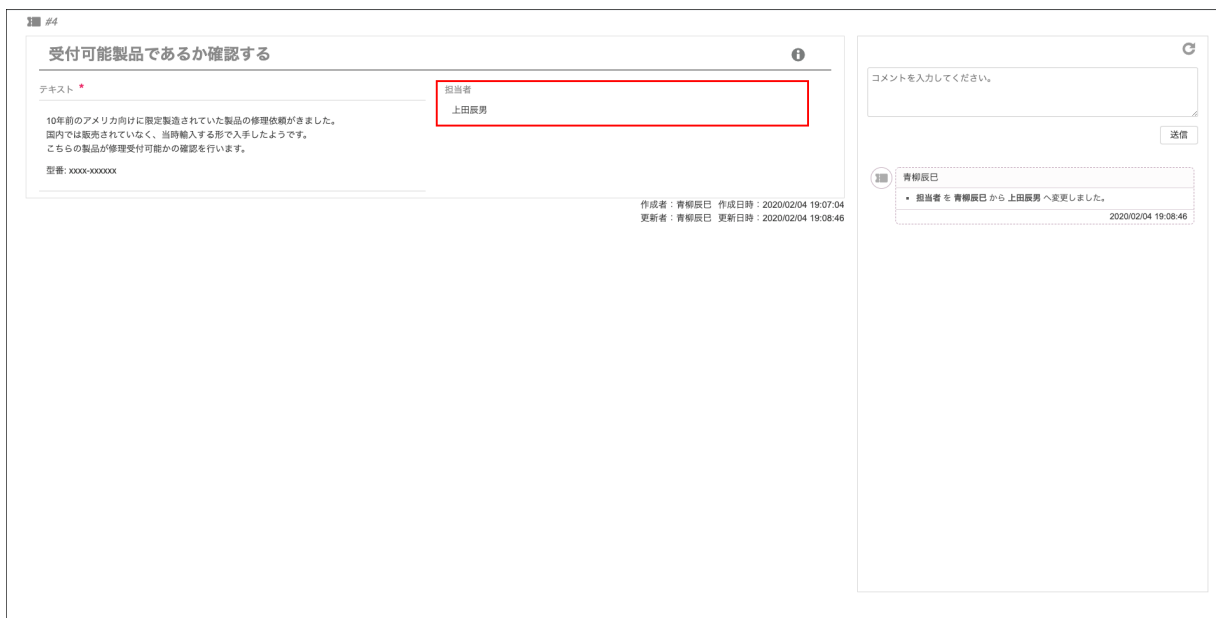 #4
受付可能製品であるか確認する
テキスト *
10年前のアメリカ向けに限定製造されていた製品の修理依頼がきました。
国内では販売されていなく、当時輸入する形で入手したようです。
こちらの製品が修理受付可能かの確認を行います。
型番: xxxx-xxxxxx
担当者
上田辰男
作成者：青柳辰巳 作成日時：2020/02/04 19:07:04
更新者：青柳辰巳 更新日時：2020/02/04 19:08:46
コメントを入力してください。
送信
青柳辰巳
担当者 を 青柳辰巳 から 上田辰男 へ変更しました。
2020/02/04 19:08:46